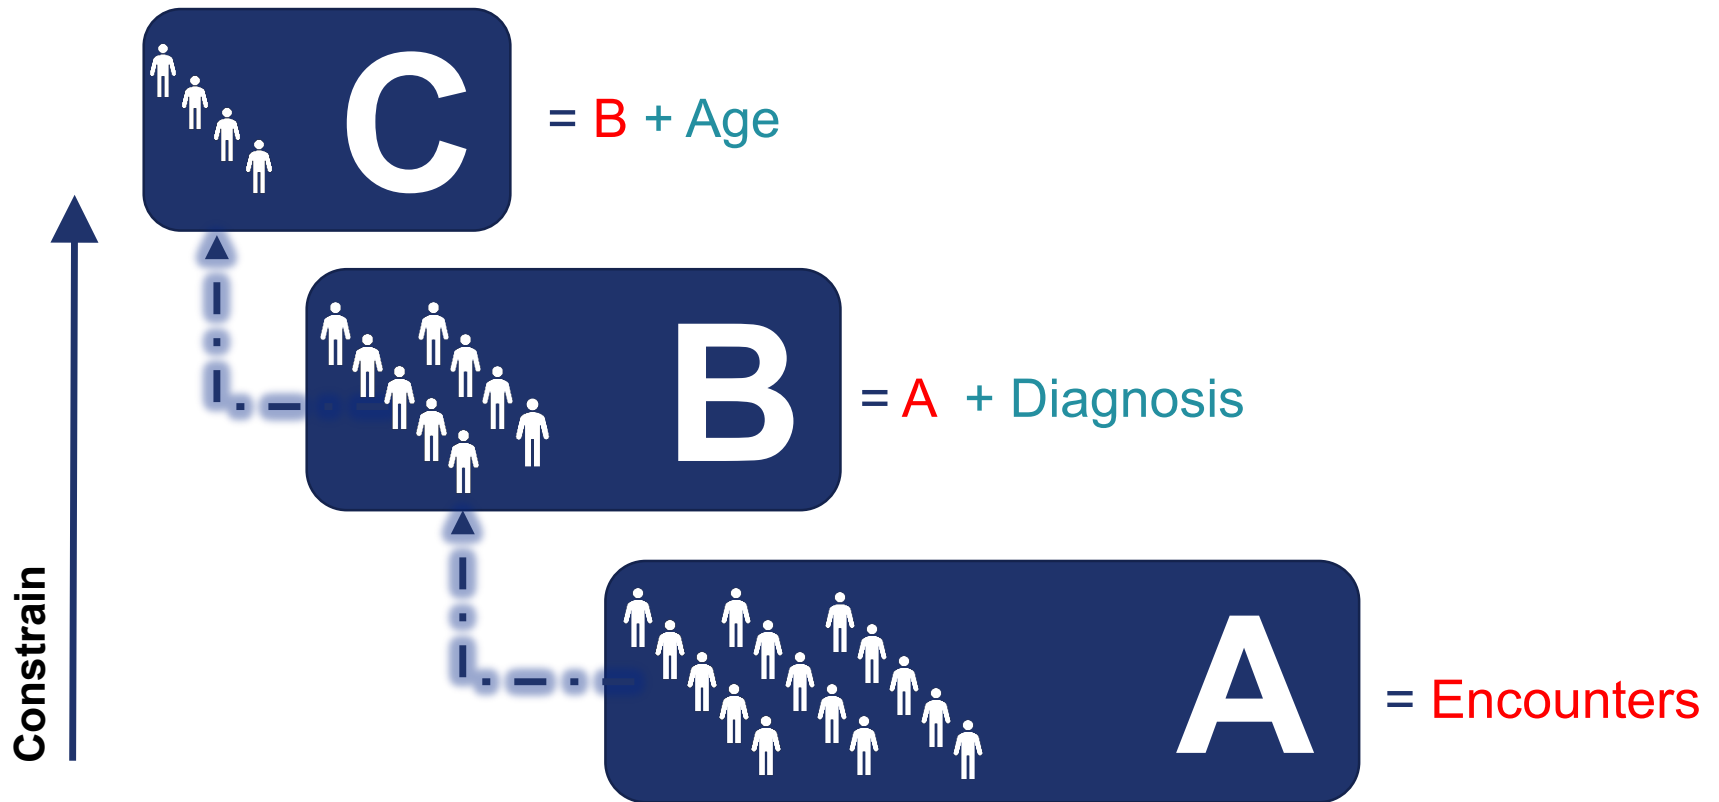 C = B + Age
B = A + Diagnosis
A = Encounters
Constrain